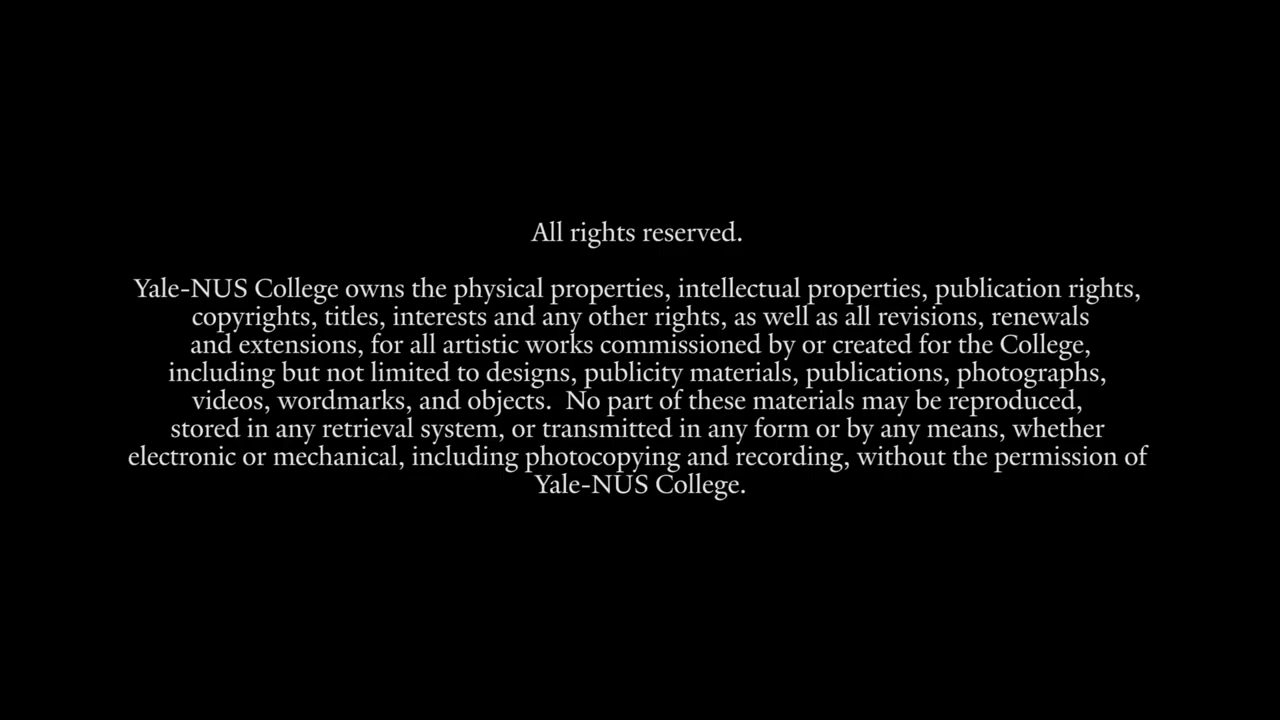 All rights reserved.
Yale-NUS College owns the physical properties, intellectual properties, publication rights,
copyrights, titles, interests and any other rights, as well as all revisions, renewals
and extensions, for all artistic works commissioned by or created for the College,
including but not limited to designs, publicity materials, publications, photographs,
videos, wordmarks, and objects.  No part of these materials may be reproduced,
stored in any retrieval system, or transmitted in any form or by any means, whether
electronic or mechanical, including photocopying and recording, without the permission of
Yale-NUS College.